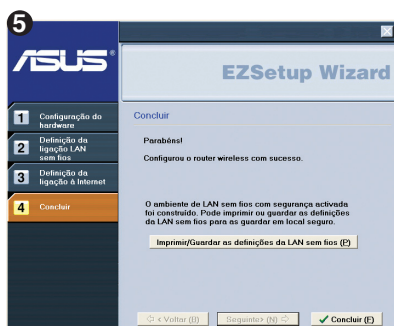 5
ASUS®
EZSetup Wizard
1 Configuração do
hardware
2 Definição da
ligação LAN
sem fios
3 Definição da
ligação à Internet
4 Concluir
Concluir
Parabéns!
Configurou o router wireless com sucesso.
O ambiente de LAN sem fios com segurança activada
foi construído. Pode imprimir ou guardar as definições
da LAN sem fios para as guardar em local seguro.
Imprimir/Guardar as definições da LAN sem fios (P)
< Voltar (B)
Seguinte> (N)
Concluir (F)